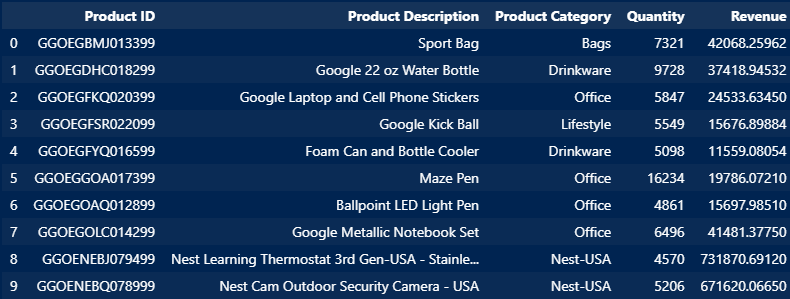 Product ID Product Description Product Category Quantity Revenue
0 GGOEGBMJ013399 Sport Bag Bags 7321 42068.25962
1 GGOEGDHC018299 Google 22 oz Water Bottle Drinkware 9728 37418.94532
2 GGOEGFKQ020399 Google Laptop and Cell Phone Stickers Office 5847 24533.63450
3 GGOEGFSR022099 Google Kick Ball Lifestyle 5549 15676.89884
4 GGOEGFYQ016599 Foam Can and Bottle Cooler Drinkware 5098 11559.08054
5 GGOEGGOA017399 Maze Pen Office 16234 19786.07210
6 GGOEGOAQ012899 Ballpoint LED Light Pen Office 4861 15697.98510
7 GGOEGOLC014299 Google Metallic Notebook Set Office 6496 41481.37750
8 GGOENEBJ079499 Nest Learning Thermostat 3rd Gen-USA - Stainle... Nest-USA 4570 731870.69120
9 GGOENEBQ078999 Nest Cam Outdoor Security Camera - USA Nest-USA 5206 671620.06650